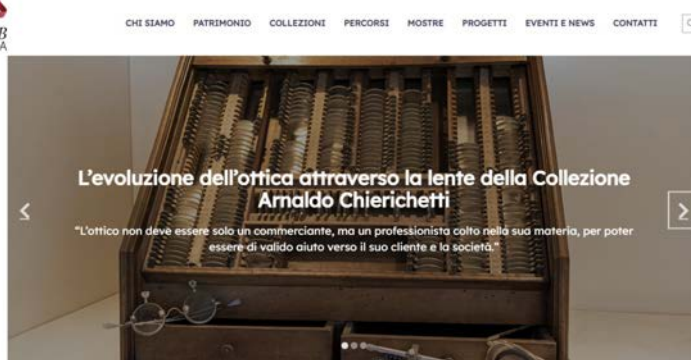 B
A
CHI SIAMO PATRIMONIO COLLEZIONI PERCORSI MOSTRE PROGETTI EVENTI E NEWS CONTATTI
L'evoluzione dell'ottica attraverso la lente della Collezione
Arnaldo Chierichetti
“L'ottico non deve essere solo un commerciante, ma un professionista colto nella sua materia, per poter
essere di valido aiuto verso il suo cliente e la società.”